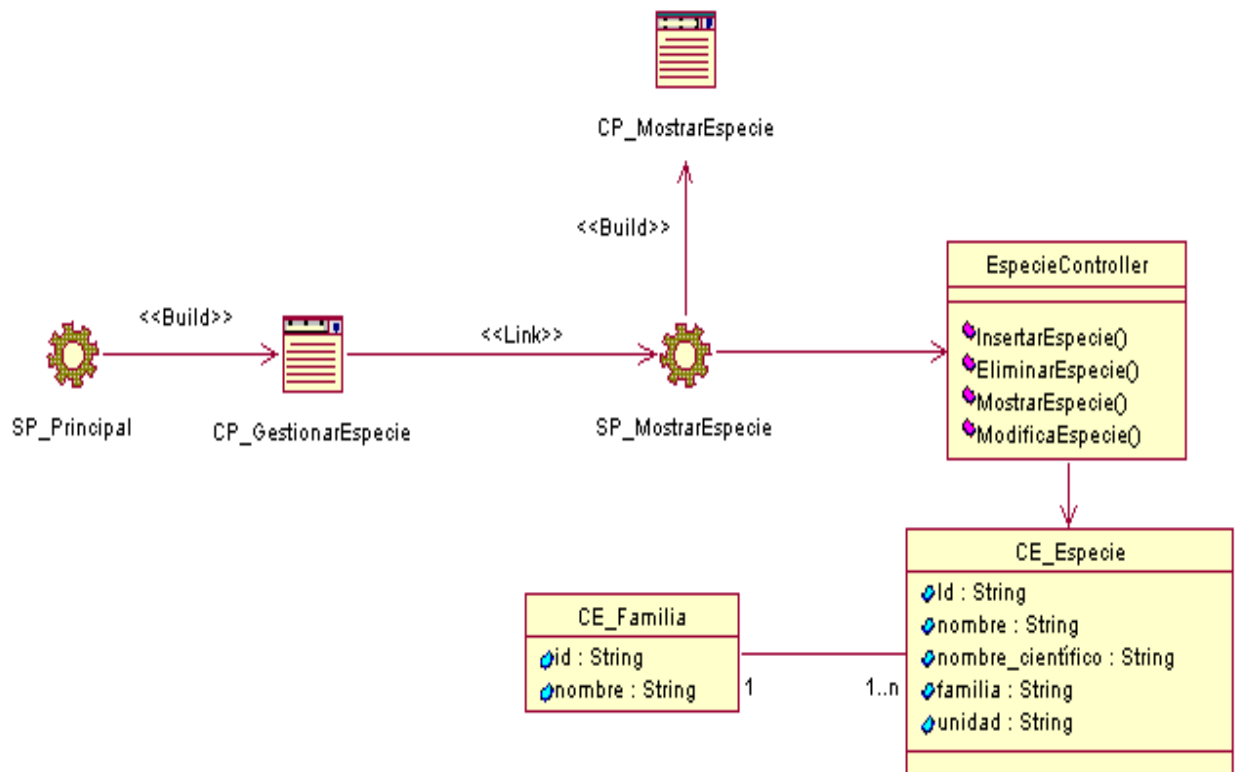 CP_MostrarEspecie
<<Build>>
EspecieController
InsertarEspecie()
EliminarEspecie()
MostrarEspecie()
ModificaEspecie()
<<Build>>
<<Link>>
SP_Principal
CP_GestionarEspecie
SP_MostrarEspecie
CE_Familia
id : String
nombre : String
1
1..n
CE_Especie
Id : String
nombre : String
nombre_científico : String
familia : String
unidad : String